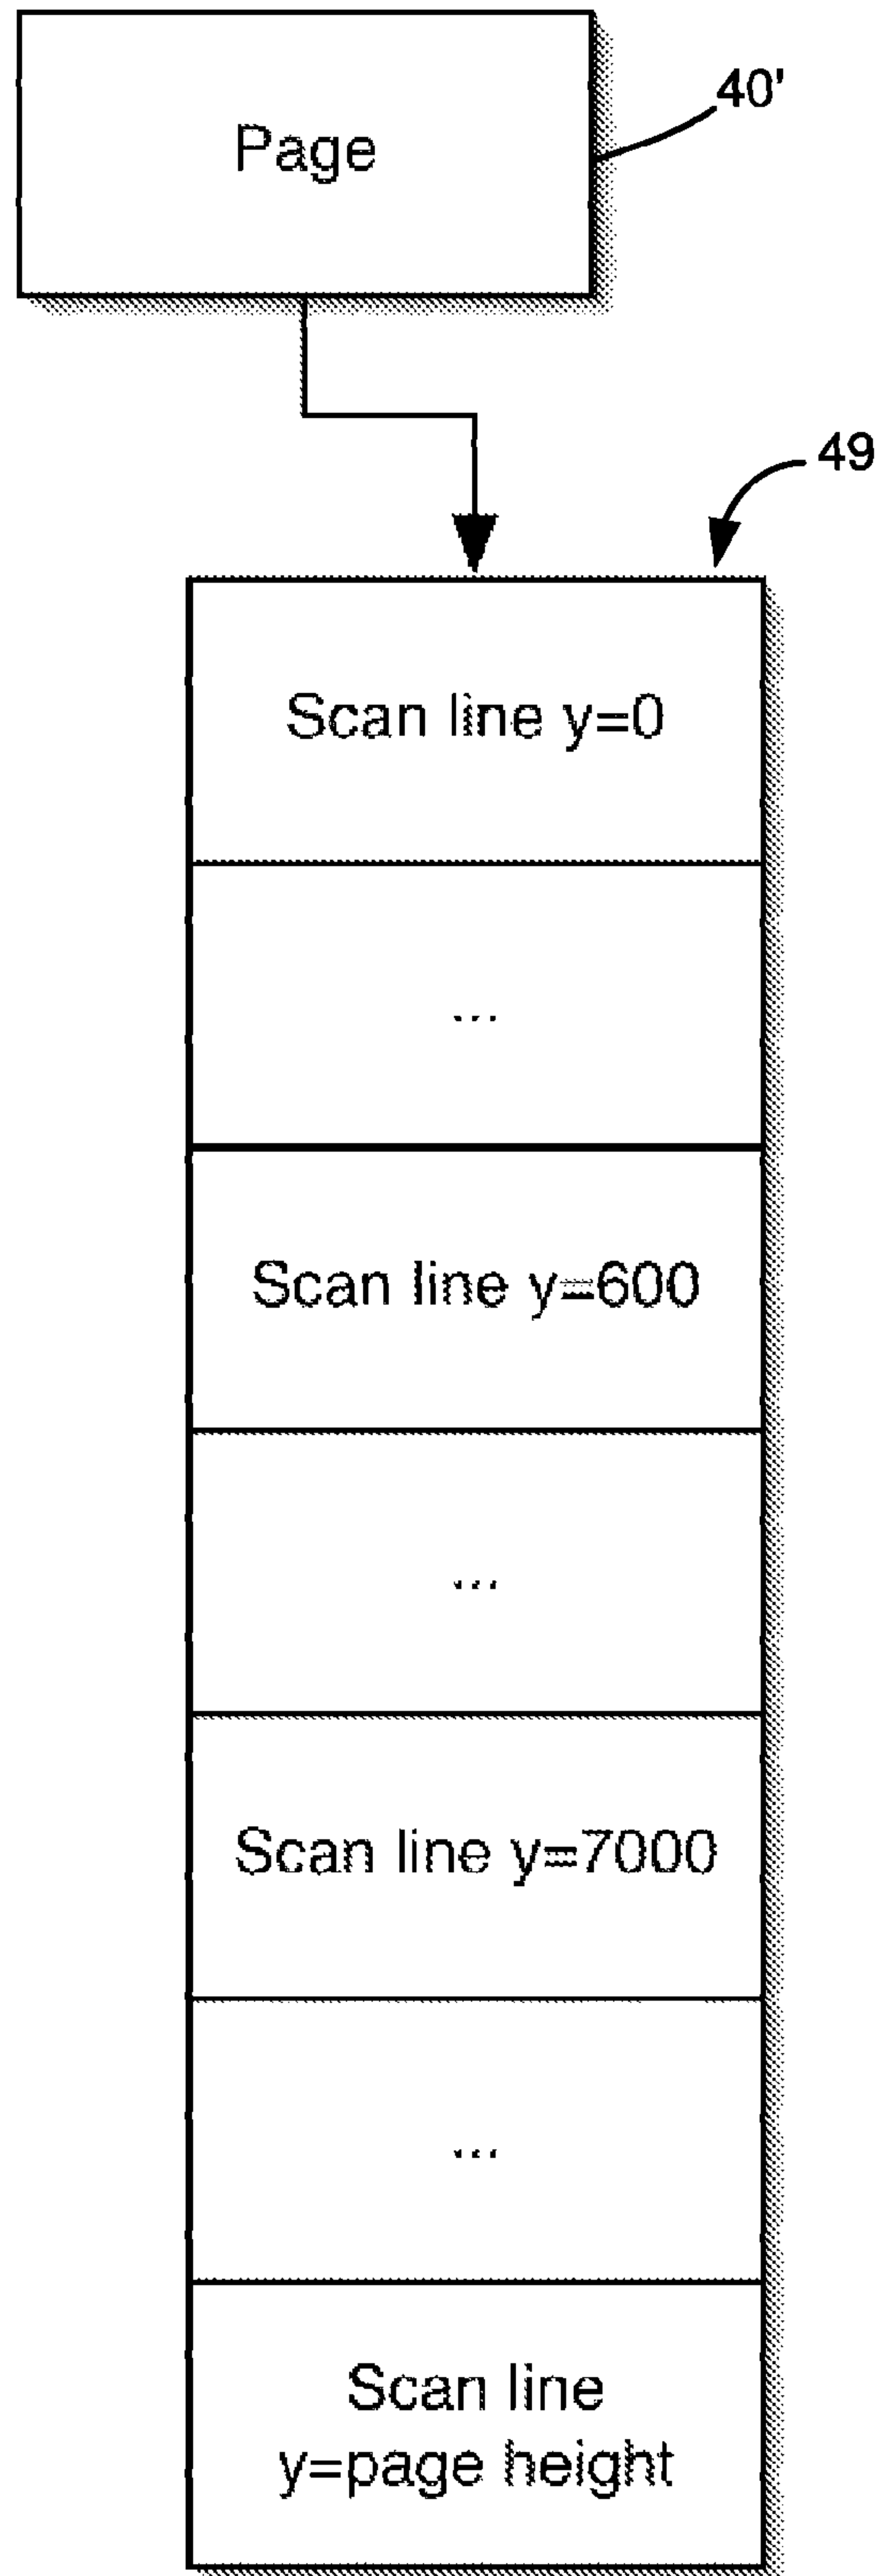 Page
40'
49
Scan line y=0
...
Scan line y=600
...
Scan line y=7000
...
Scan line
y=page height